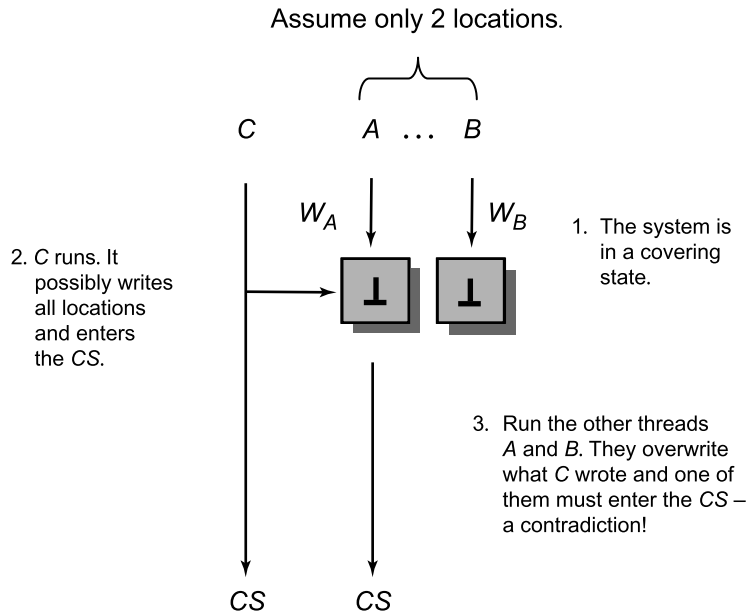 Assume only 2 locations.
C
A ... B
W_A
W_B
1. The system is
in a covering
state.
2. C runs. It
possibly writes
all locations
and enters
the CS.
⊥
⊥
3. Run the other threads
A and B. They overwrite
what C wrote and one of
them must enter the CS –
a contradiction!
CS
CS